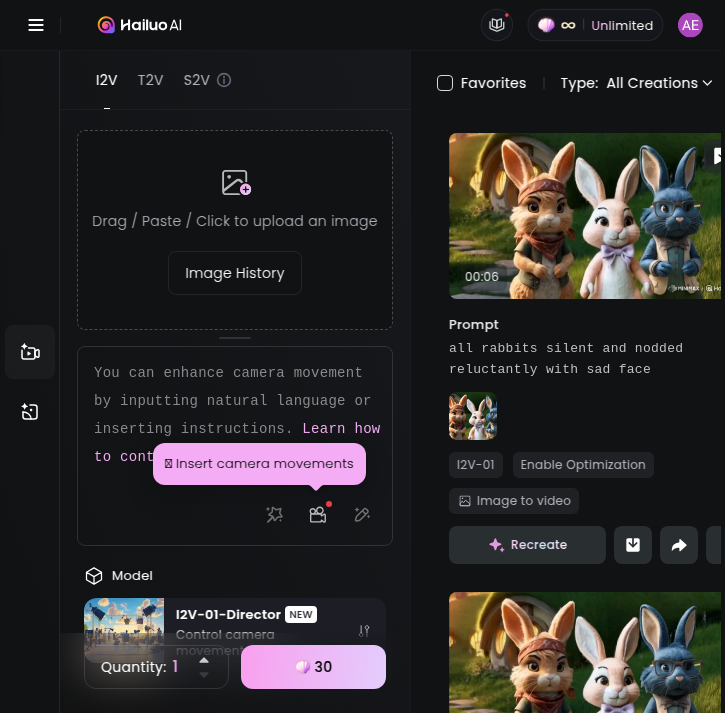 Hailuo AI
∞ Unlimited
AE
I2V T2V S2V
Favorites
Type: All Creations
Drag / Paste / Click to upload an image
Image History
You can enhance camera movement
by inputting natural language or
inserting instructions. Learn how
to cont
Insert camera movements
Model
I2V-01-Director NEW
Control camera
movement
Quantity: 1
30
00:06
MINIMAX
Prompt
all rabbits silent and nodded
reluctantly with sad face
I2V-01
Enable Optimization
Image to video
Recreate